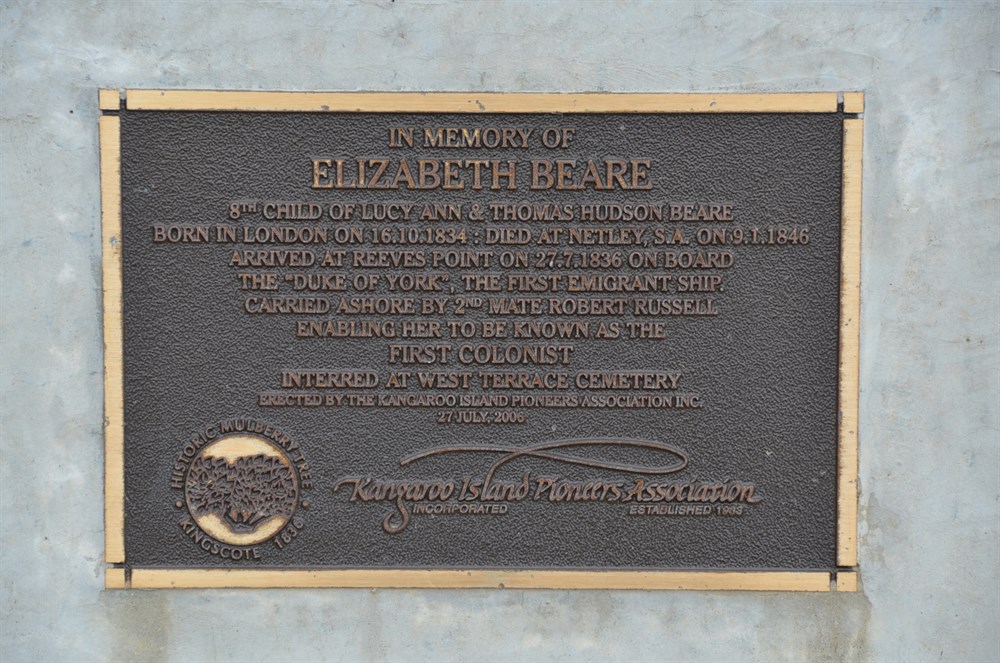 IN MEMORY OF
ELIZABETH BEARE
8TH CHILD OF LUCY ANN & THOMAS HUDSON BEARE
BORN IN LONDON ON 16.10.1834 : DIED AT NETLEY, S.A. ON 9.1.1846
ARRIVED AT REEVES POINT ON 27.7.1836 ON BOARD
THE "DUKE OF YORK", THE FIRST EMIGRANT SHIP.
CARRIED ASHORE BY 2ND MATE ROBERT RUSSELL
ENABLING HER TO BE KNOWN AS THE
FIRST COLONIST
INTERRED AT WEST TERRACE CEMETERY
ERECTED BY THE KANGAROO ISLAND PIONEERS ASSOCIATION INC.
27 JULY, 2006
HISTORIC MULBERRY TREE
KINGSCOTE 1836
Kangaroo Island Pioneers Association
INCORPORATED ESTABLISHED 1983